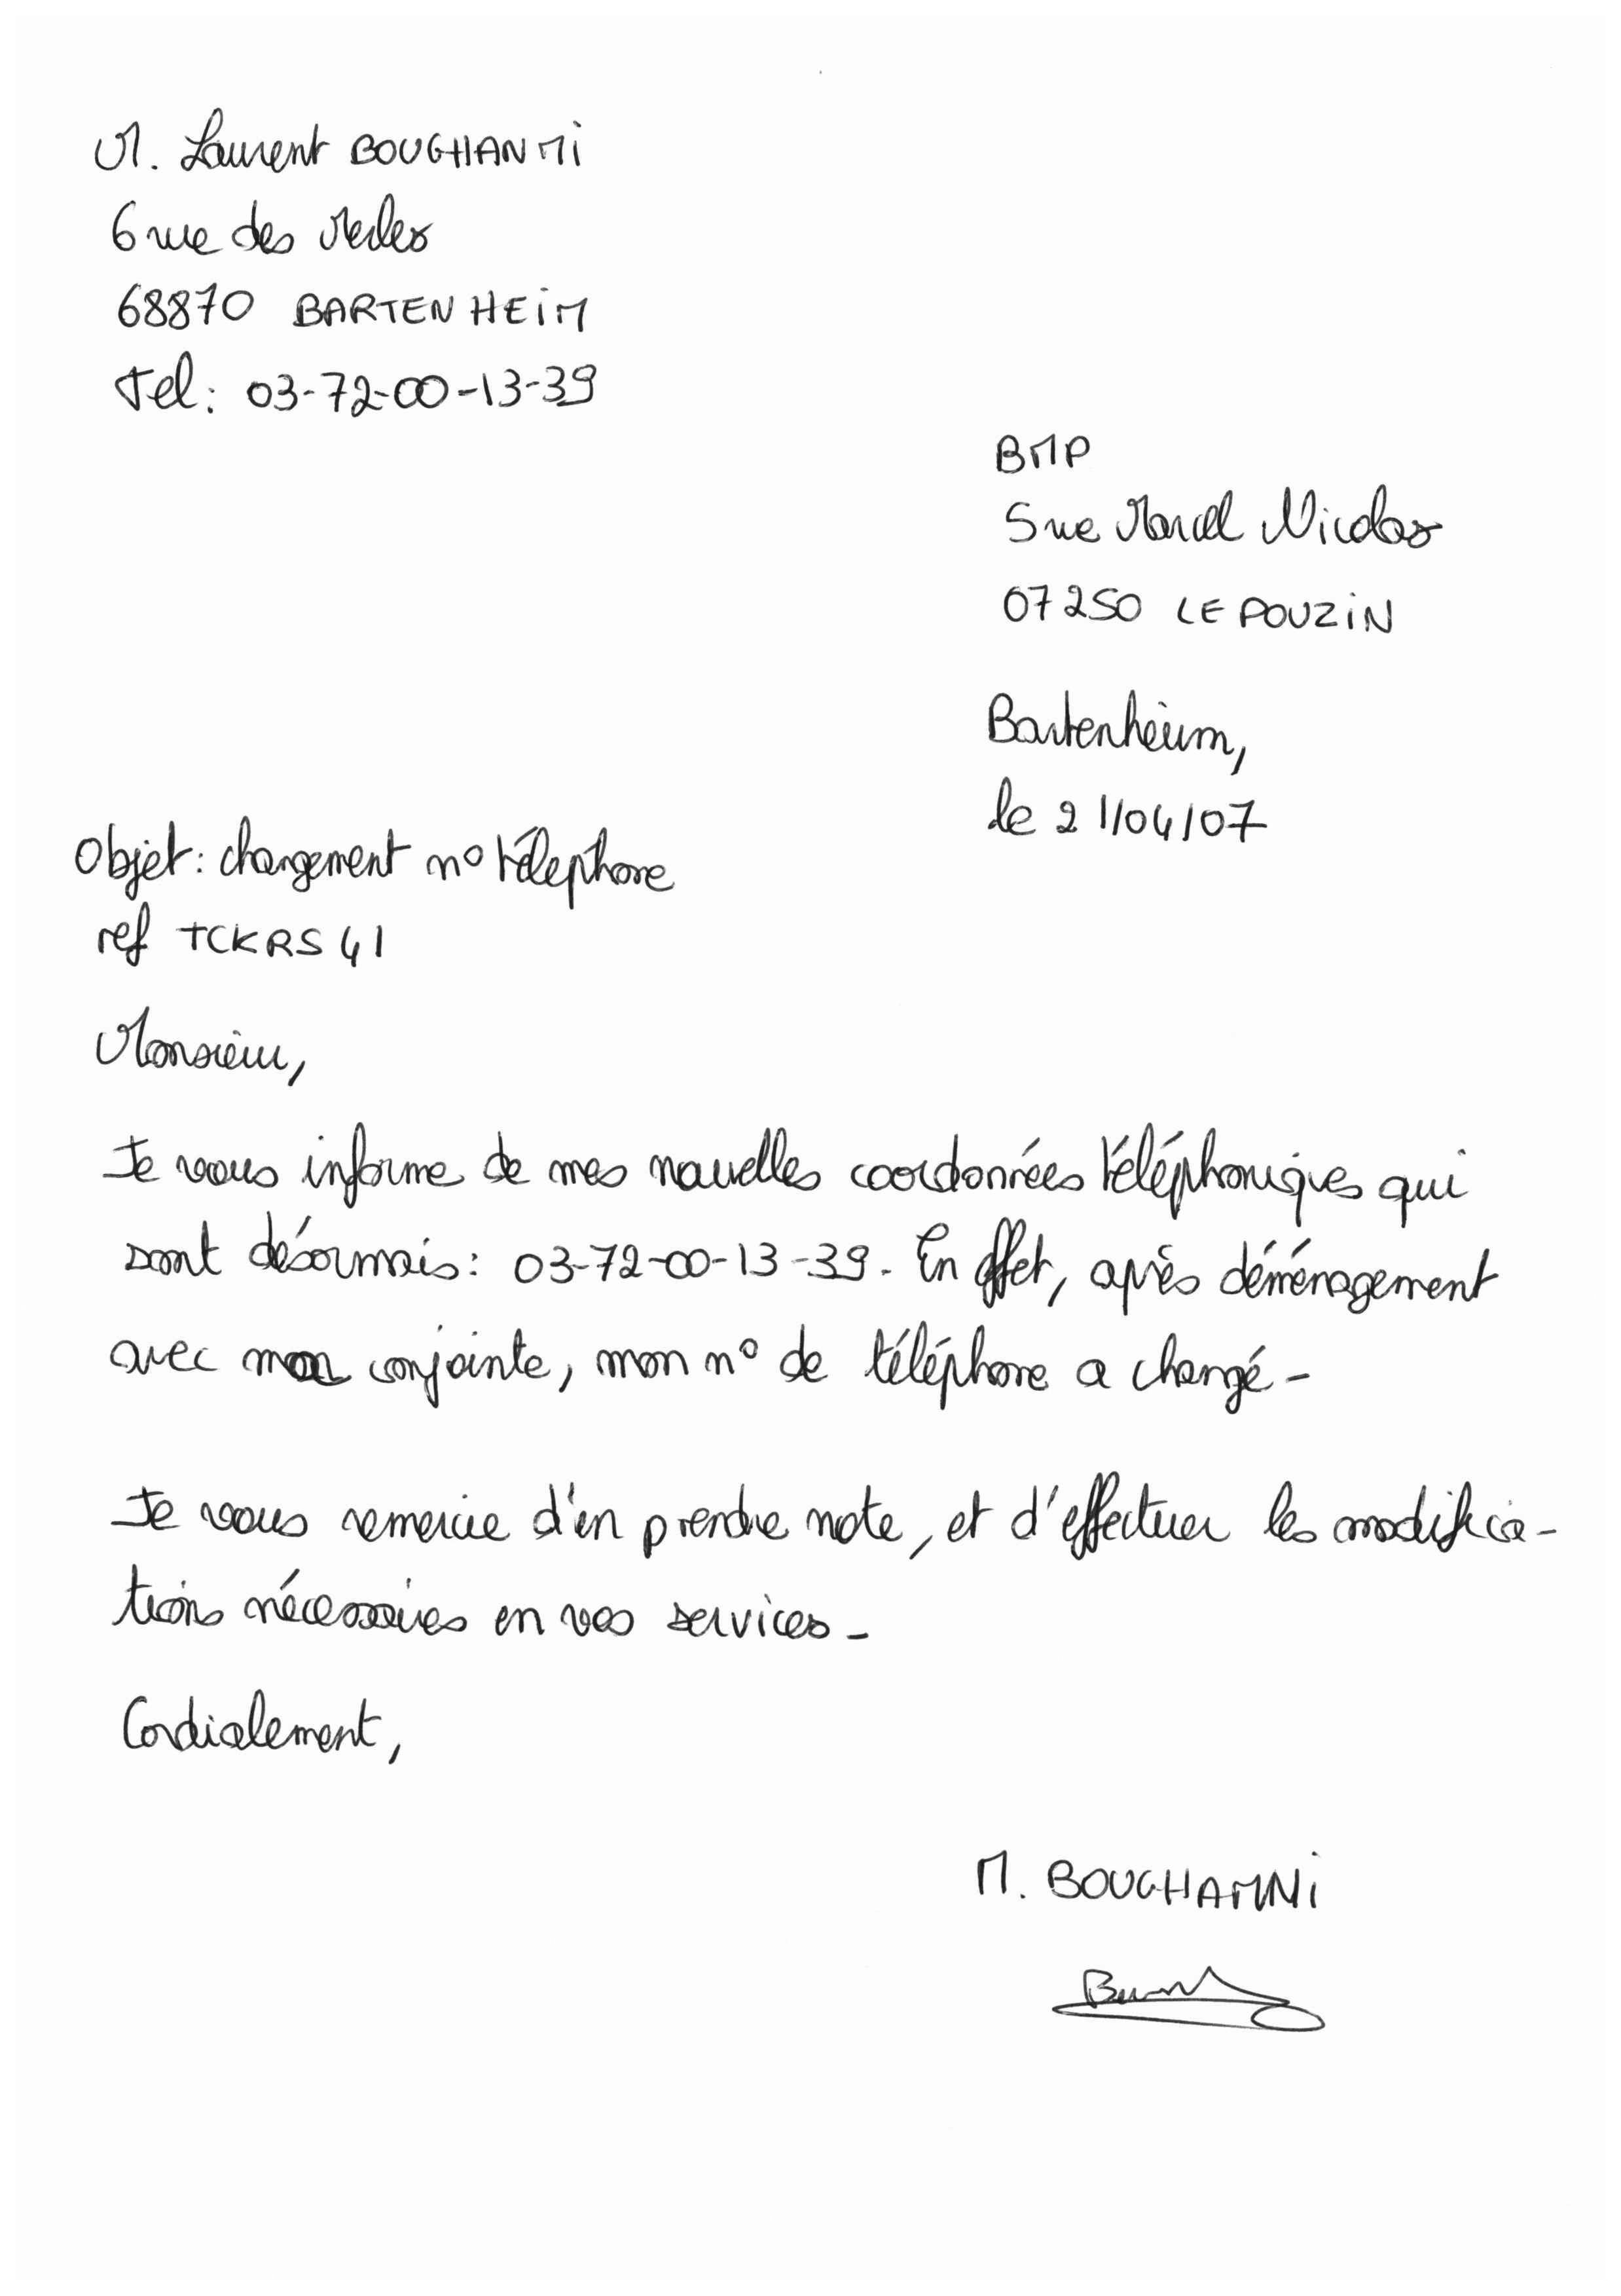 M. Laurent BOUGHANMI
6 rue des Merles
68870 BARTENHEIM
Tel: 03-72-00-13-39
BMP
5 rue Marcel Nicolas
07250 LE POUZIN
Bartenheim,
le 21/04/07
Objet: changement n° télephone
ref TCKRS41
Monsieur,
Je vous informe de mes nouvelles coordonnées téléphoniques qui
sont désormais: 03-72-00-13-39. En effet, après déménagement
avec ma conjointe, mon n° de téléphone a changé-
Je vous remercie d'en prendre note, et d'effectuer les modifica-
tions nécessaires en vos services-
Cordialement,
M. BOUGHAMNI